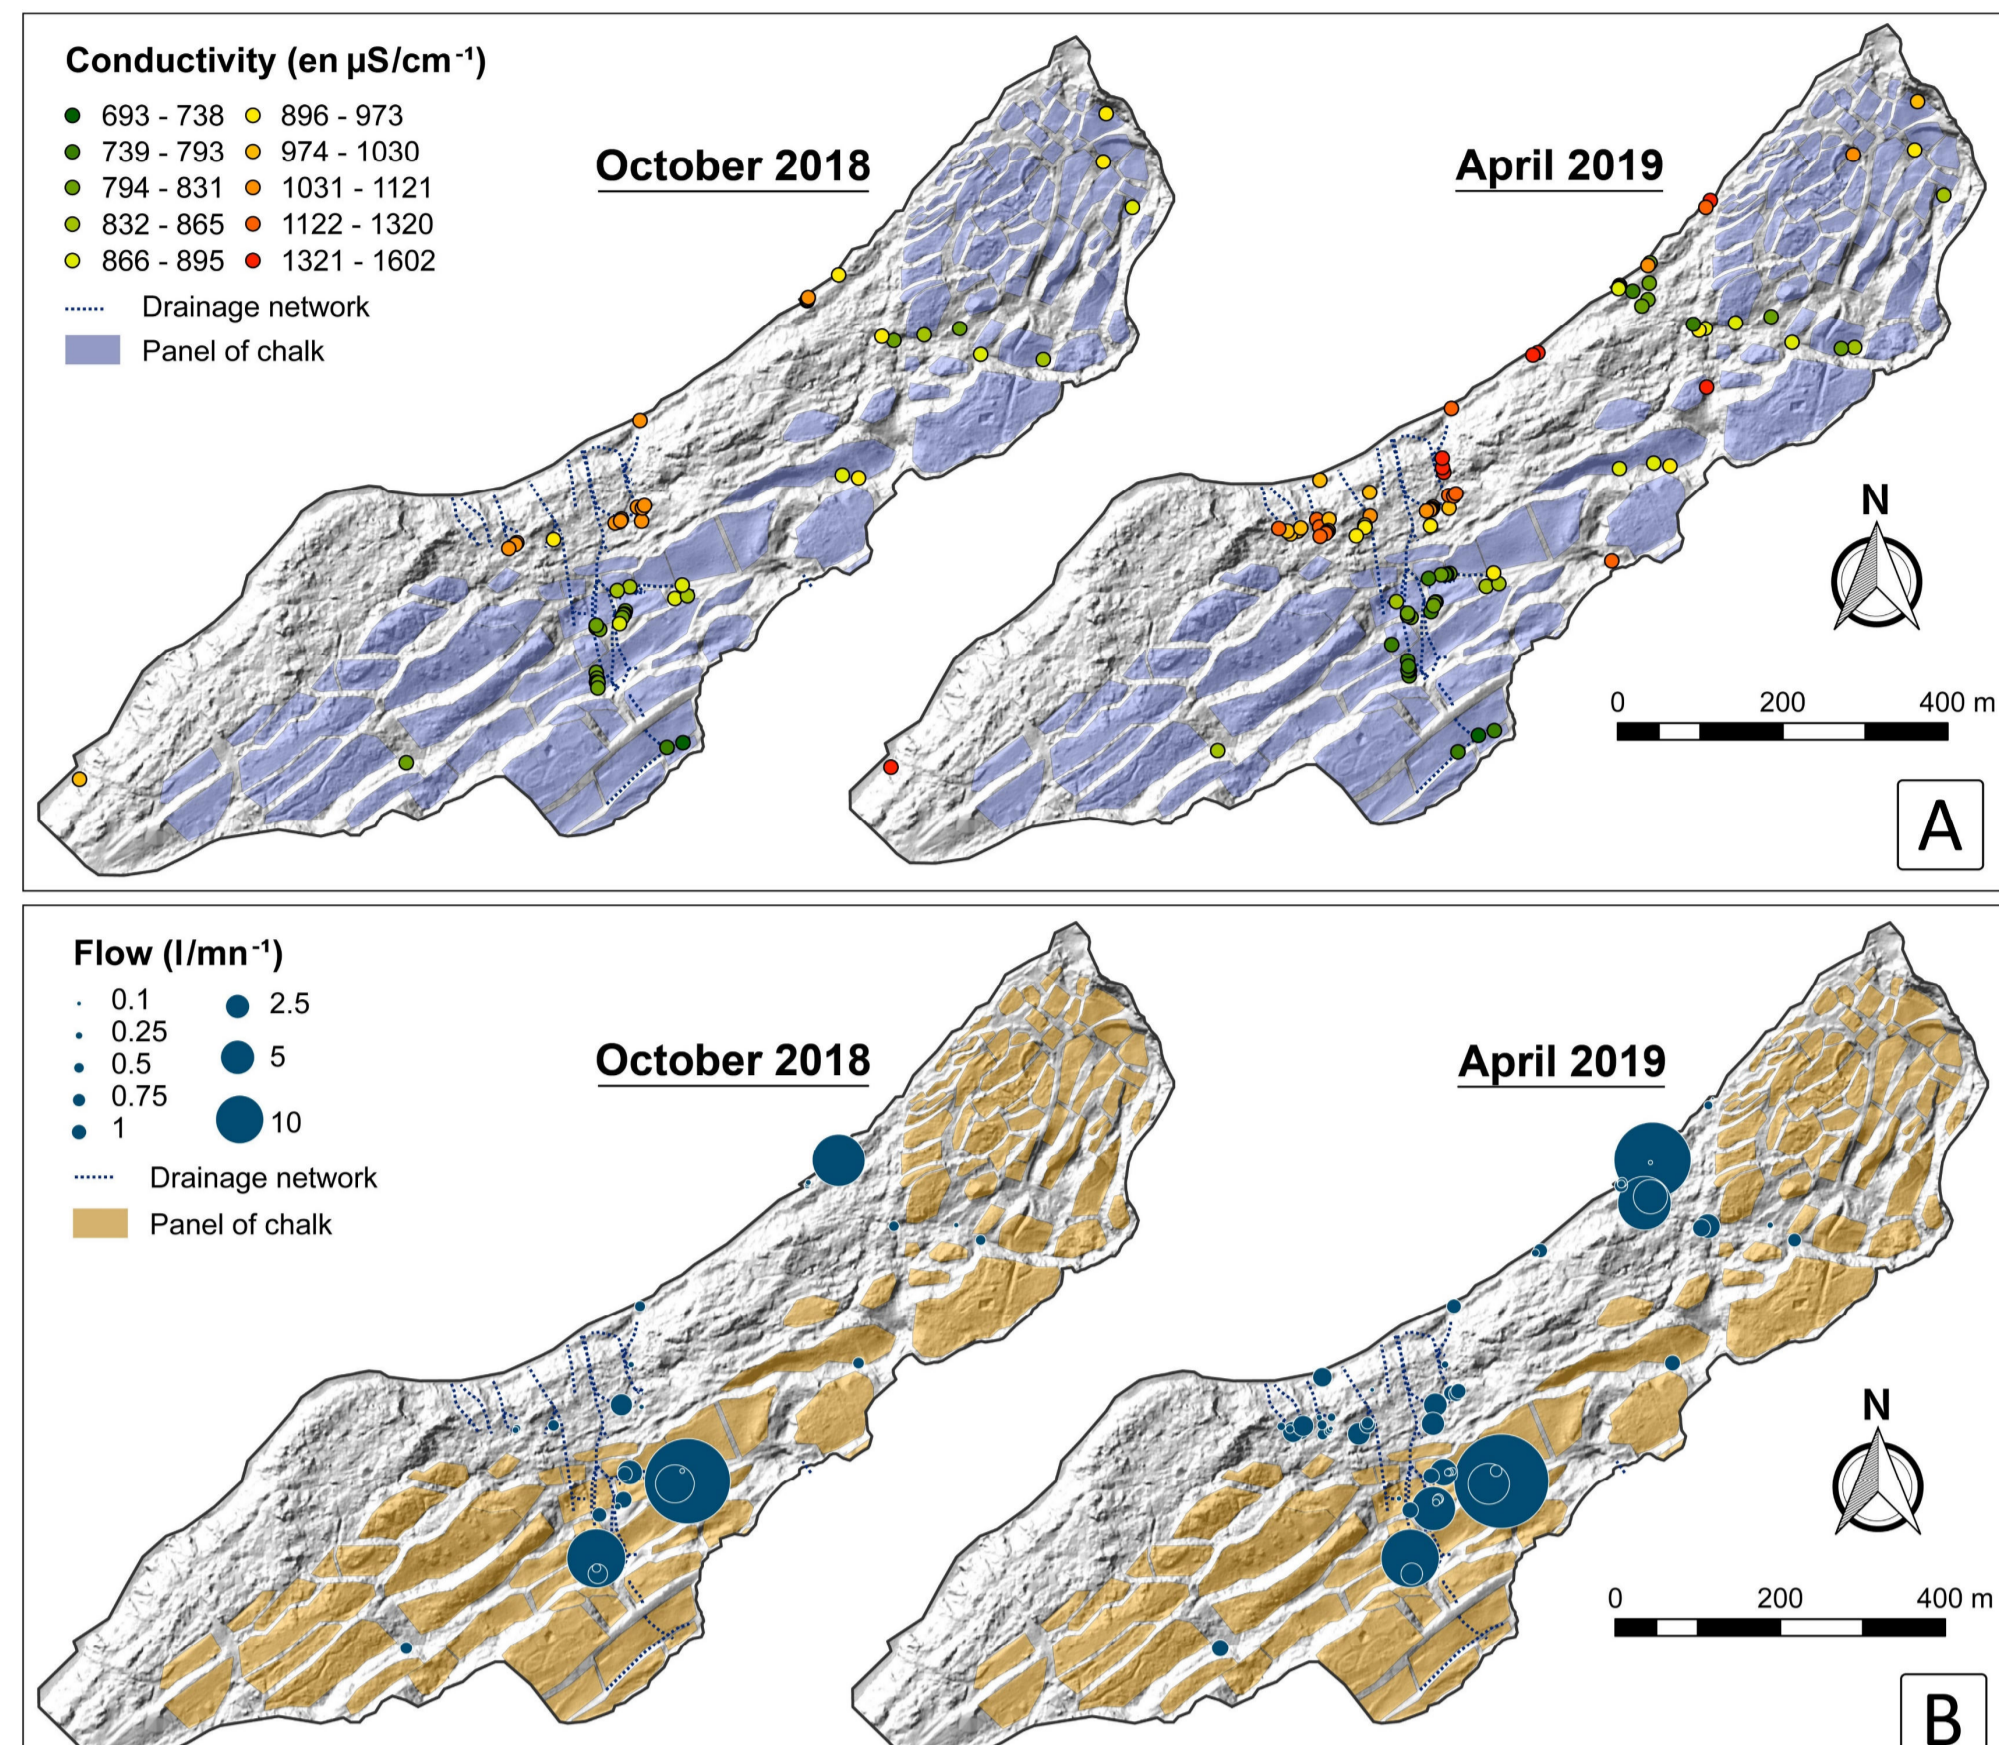 Conductivity (en µS/cm⁻¹)
693 - 738
896 - 973
739 - 793
974 - 1030
794 - 831
1031 - 1121
832 - 865
1122 - 1320
866 - 895
1321 - 1602
Drainage network
Panel of chalk
October 2018
April 2019
N
0 200 400 m
A
Flow (l/mn⁻¹)
0.1
0.25
0.5
0.75
1
2.5
5
10
Drainage network
Panel of chalk
October 2018
April 2019
N
0 200 400 m
B